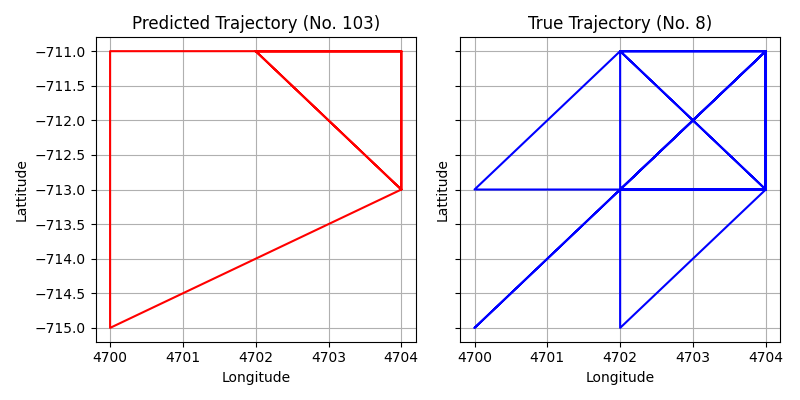 Predicted Trajectory (No. 103)
True Trajectory (No. 8)
−711.0
−711.5
−712.0
−712.5
−713.0
−713.5
−714.0
−714.5
−715.0
Lattitude
Lattitude
4700 4701 4702 4703 4704
4700 4701 4702 4703 4704
Longitude
Longitude